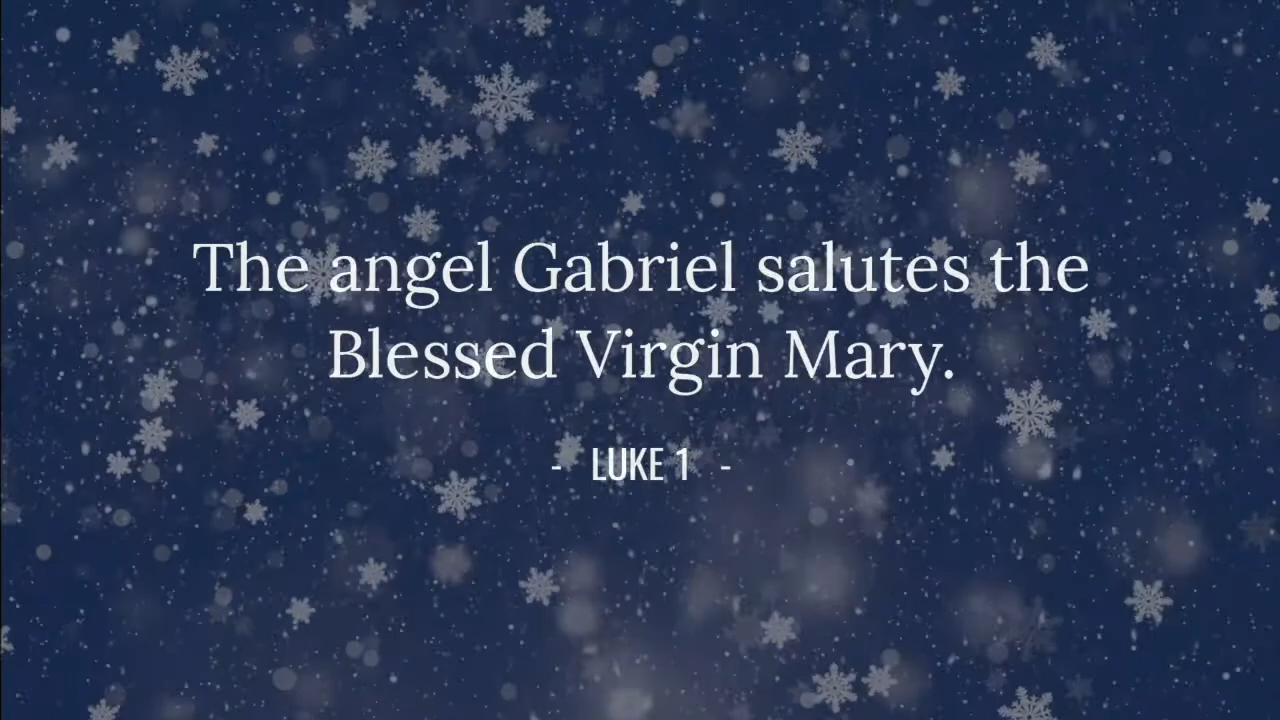 The angel Gabriel salutes the
Blessed Virgin Mary.
- LUKE 1 -